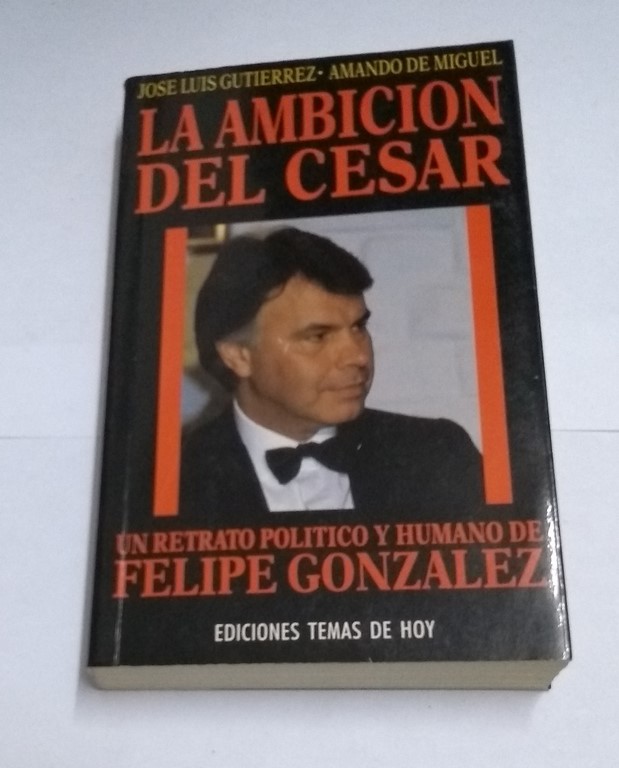 JOSE LUIS GUTIERREZ · AMANDO DE MIGUEL
LA AMBICION
DEL CESAR
UN RETRATO POLITICO Y HUMANO DE
FELIPE GONZALEZ
EDICIONES TEMAS DE HOY